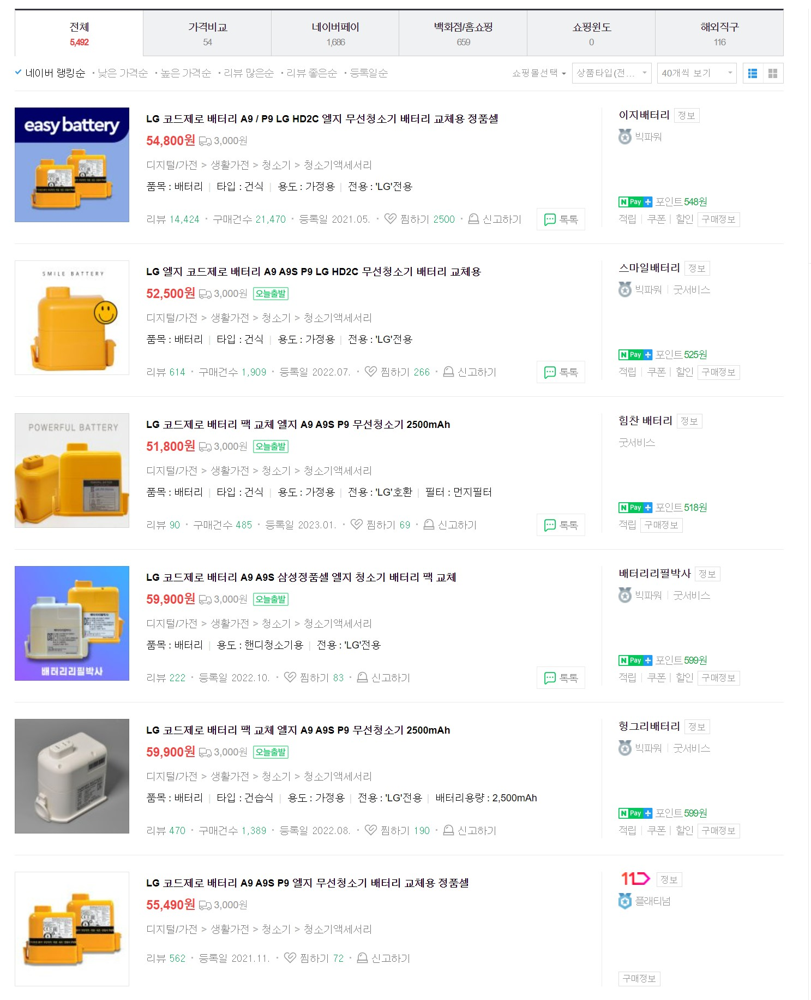 전체
5,492
가격비교
54
네이버페이
1,686
백화점/홈쇼핑
659
쇼핑윈도
0
해외직구
116
네이버 랭킹순 · 낮은 가격순 · 높은 가격순 · 리뷰 많은순 · 리뷰 좋은순 · 등록일순
쇼핑몰선택 상품타입(전... 40개씩 보기
easy battery
LG 코드제로 배터리 A9 / P9 LG HD2C 엘지 무선청소기 배터리 교체용 정품셀
54,800원 3,000원
디지털/가전 > 생활가전 > 청소기 > 청소기액세서리
품목 : 배터리 | 타입 : 건식 | 용도 : 가정용 | 전용 : 'LG'전용
리뷰 14,424 · 구매건수 21,470 · 등록일 2021.05. · 찜하기 2500 · 신고하기 톡톡
이지배터리 정보
빅파워
N Pay + 포인트 548원
적립 | 쿠폰 | 할인 구매정보
SMILE BATTERY
LG 엘지 코드제로 배터리 A9 A9S P9 LG HD2C 무선청소기 배터리 교체용
52,500원 3,000원 오늘출발
디지털/가전 > 생활가전 > 청소기 > 청소기액세서리
품목 : 배터리 | 타입 : 건식 | 용도 : 가정용 | 전용 : 'LG'전용
리뷰 614 · 구매건수 1,909 · 등록일 2022.07. · 찜하기 266 · 신고하기 톡톡
스마일배터리 정보
빅파워 | 굿서비스
N Pay + 포인트 525원
적립 | 쿠폰 | 할인 구매정보
POWERFUL BATTERY
LG 코드제로 배터리 팩 교체 엘지 A9 A9S P9 무선청소기 2500mAh
51,800원 3,000원 오늘출발
디지털/가전 > 생활가전 > 청소기 > 청소기액세서리
품목 : 배터리 | 타입 : 건식 | 용도 : 가정용 | 전용 : 'LG'호환 | 필터 : 먼지필터
리뷰 90 · 구매건수 485 · 등록일 2023.01. · 찜하기 69 · 신고하기 톡톡
힘찬 배터리 정보
굿서비스
N Pay + 포인트 518원
적립 구매정보
배터리리필박사
LG 코드제로 배터리 A9 A9S 삼성정품셀 엘지 청소기 배터리 팩 교체
59,900원 3,000원 오늘출발
디지털/가전 > 생활가전 > 청소기 > 청소기액세서리
품목 : 배터리 | 용도 : 핸디청소기용 | 전용 : 'LG'전용
리뷰 222 · 등록일 2022.10. · 찜하기 83 · 신고하기 톡톡
배터리리필박사 정보
빅파워 | 굿서비스
N Pay + 포인트 599원
적립 | 쿠폰 | 할인 구매정보
LG 코드제로 배터리 팩 교체 엘지 A9 A9S P9 무선청소기 2500mAh
59,900원 3,000원 오늘출발
디지털/가전 > 생활가전 > 청소기 > 청소기액세서리
품목 : 배터리 | 타입 : 건습식 | 용도 : 가정용 | 전용 : 'LG'전용 | 배터리용량 : 2,500mAh
리뷰 470 · 구매건수 1,389 · 등록일 2022.08. · 찜하기 190 · 신고하기
헝그리배터리 정보
빅파워 | 굿서비스
N Pay + 포인트 599원
적립 | 쿠폰 | 할인 구매정보
LG 코드제로 배터리 A9 A9S P9 엘지 무선청소기 배터리 교체용 정품셀
55,490원 3,000원
디지털/가전 > 생활가전 > 청소기 > 청소기액세서리
리뷰 562 · 등록일 2021.11. · 찜하기 72 · 신고하기
11 정보
플래티넘
구매정보